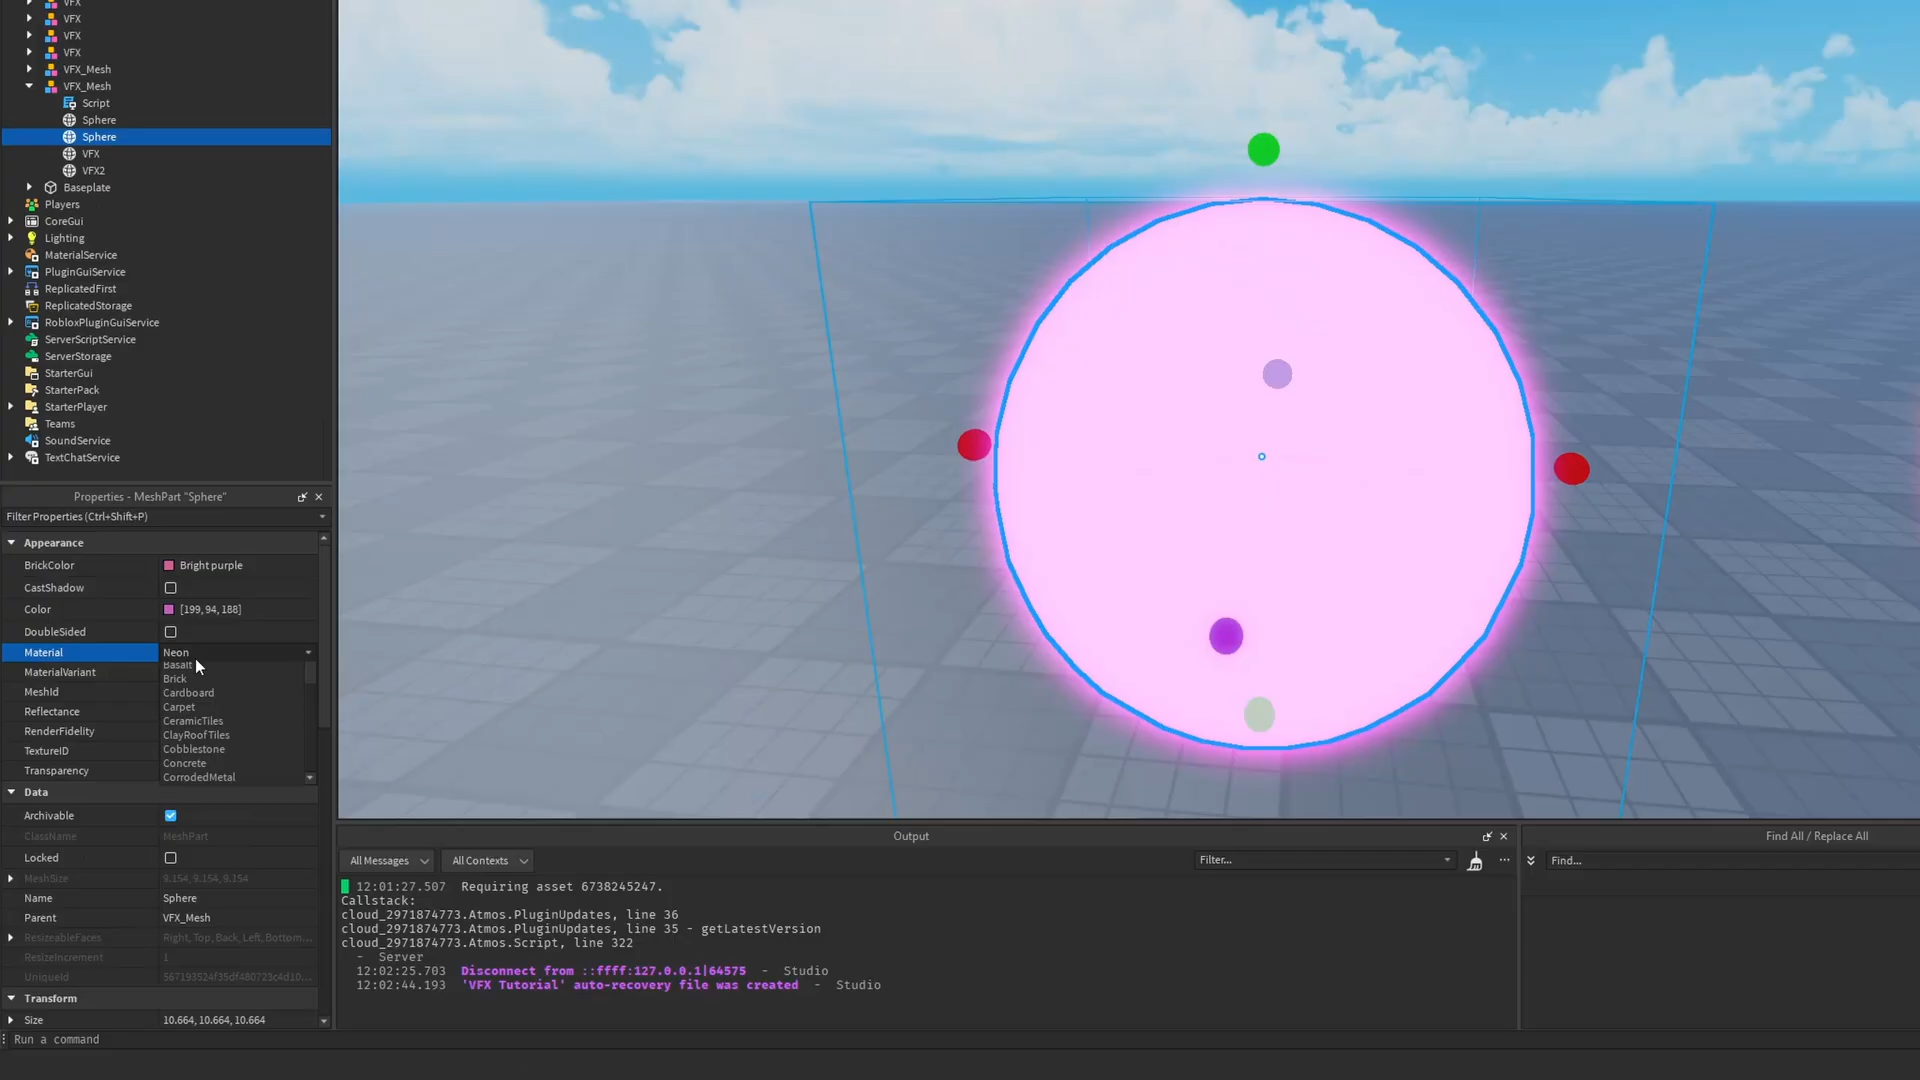 VFX
VFX
VFX
VFX
VFX_Mesh
VFX_Mesh
Script
Sphere
Sphere
VFX
VFX2
Baseplate
Players
CoreGui
Lighting
MaterialService
PluginGuiService
ReplicatedFirst
ReplicatedStorage
RobloxPluginGuiService
ServerScriptService
ServerStorage
StarterGui
StarterPack
StarterPlayer
Teams
SoundService
TextChatService
Properties - MeshPart "Sphere"
Filter Properties (Ctrl+Shift+P)
Appearance
BrickColor Bright purple
CastShadow
Color [199, 94, 188]
DoubleSided
Material Neon
Basalt
MaterialVariant
Brick
MeshId
Cardboard
Carpet
Reflectance
CeramicTiles
RenderFidelity
ClayRoofTiles
TextureID
Cobblestone
Concrete
Transparency
CorrodedMetal
Data
Archivable
ClassName MeshPart
Locked
MeshSize 9.154, 9.154, 9.154
Name Sphere
Parent VFX_Mesh
ResizeableFaces Right, Top, Back, Left, Bottom...
ResizeIncrement 1
UniqueId 567193524f35df480723c4d10...
Transform
Size 10.664, 10.664, 10.664
Run a command
Output
All Messages All Contexts Filter...
12:01:27.507 Requiring asset 6738245247.
Callstack:
cloud_2971874773.Atmos.PluginUpdates, line 36
cloud_2971874773.Atmos.PluginUpdates, line 35 - getLatestVersion
cloud_2971874773.Atmos.Script, line 322
- Server
12:02:25.703 Disconnect from ::ffff:127.0.0.1|64575 - Studio
12:02:44.193 'VFX Tutorial' auto-recovery file was created - Studio
Find All / Replace All
Find...